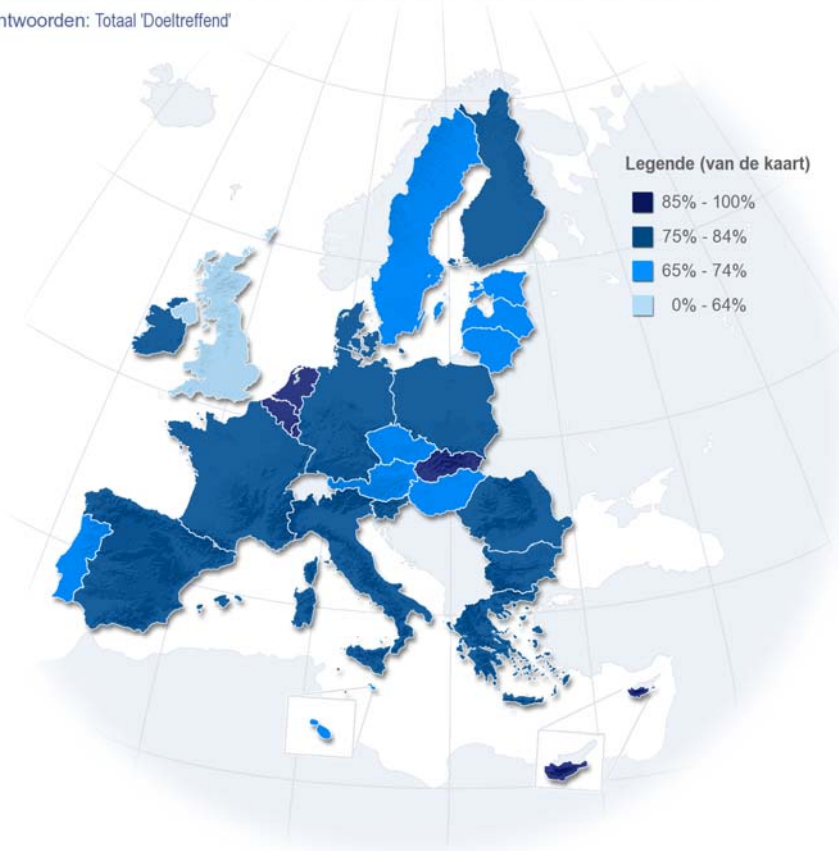 ntwoorden: Totaal 'Doeltreffend'
Legende (van de kaart)
85% - 100%
75% - 84%
65% - 74%
0% - 64%